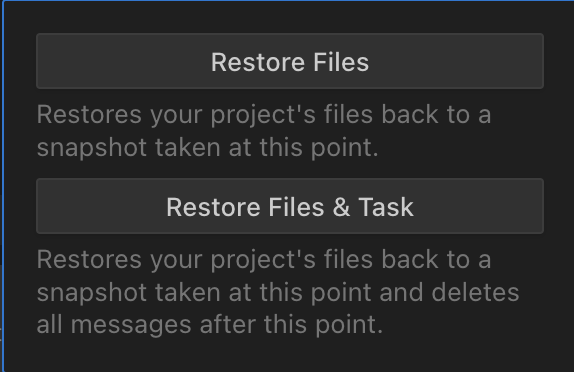 Restore Files
Restores your project's files back to a
snapshot taken at this point.
Restore Files & Task
Restores your project's files back to a
snapshot taken at this point and deletes
all messages after this point.